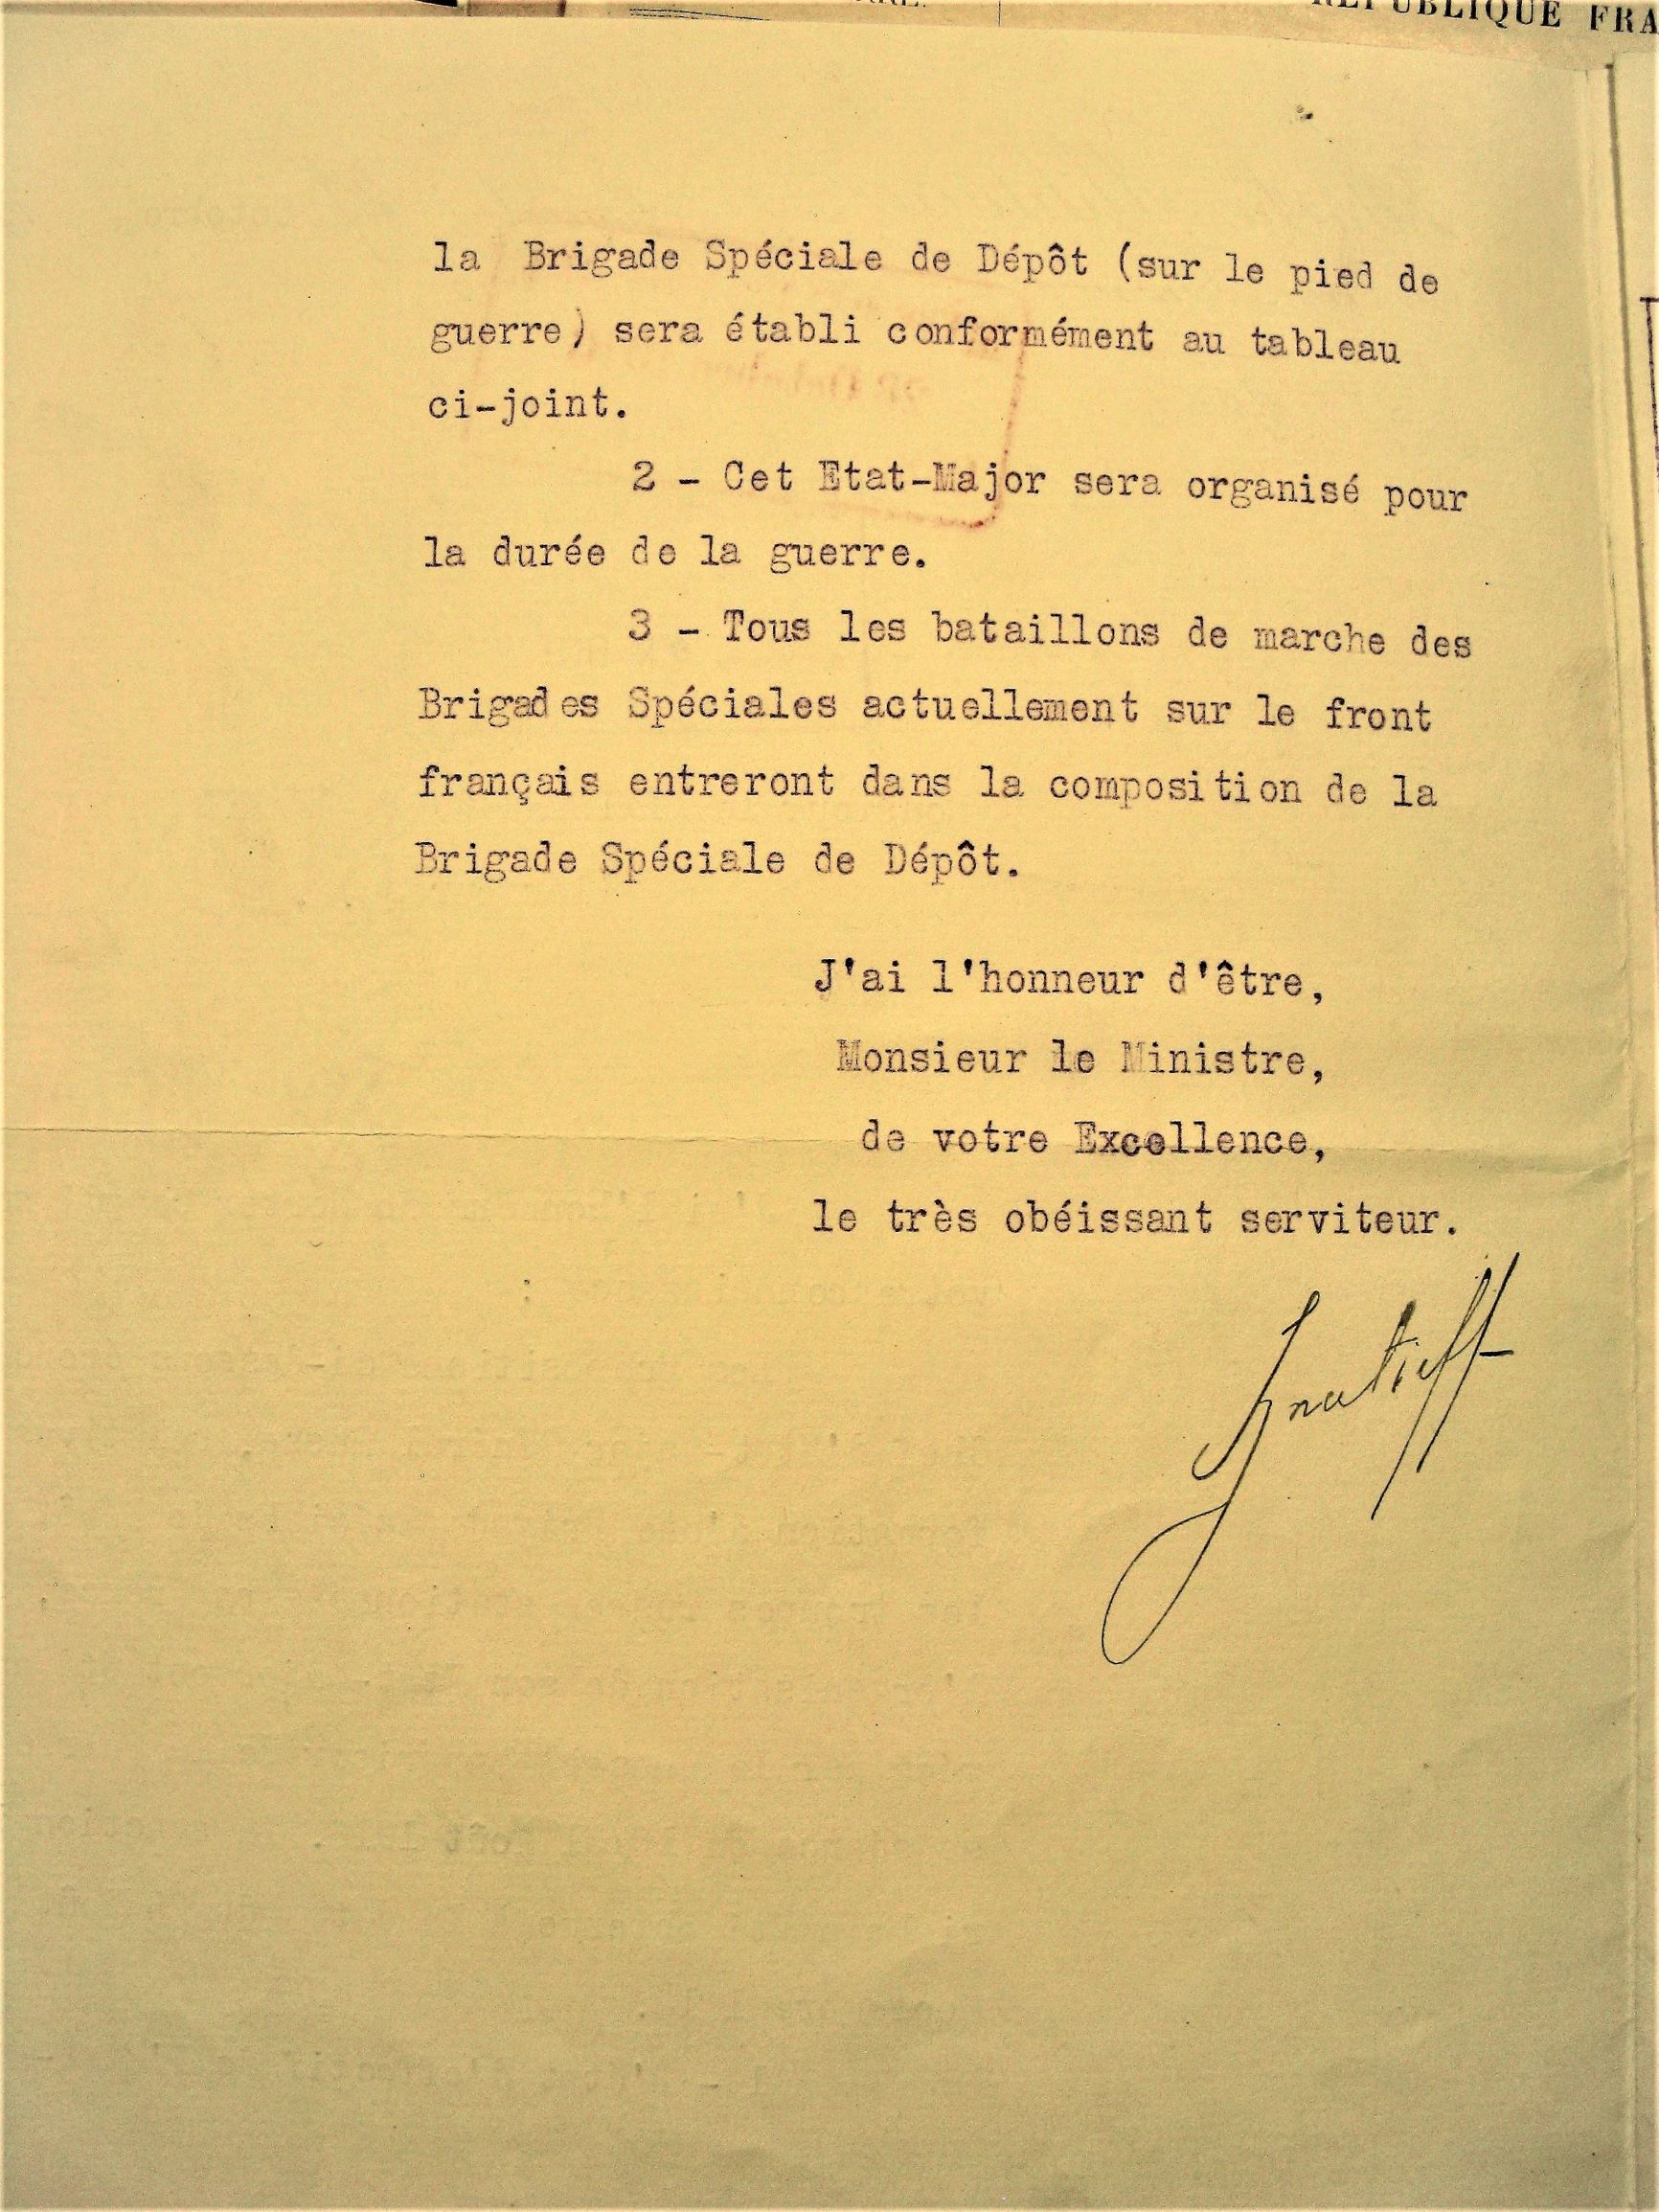 RÉPUBLIQUE FRA
la Brigade Spéciale de Dépôt (sur le pied de
guerre) sera établi conformément au tableau
ci-joint.
2 - Cet Etat-Major sera organisé pour
la durée de la guerre.
3 - Tous les bataillons de marche des
Brigades Spéciales actuellement sur le front
français entreront dans la composition de la
Brigade Spéciale de Dépôt.
J'ai l'honneur d'être,
Monsieur le Ministre,
de votre Excellence,
le très obéissant serviteur.
Ignatieff